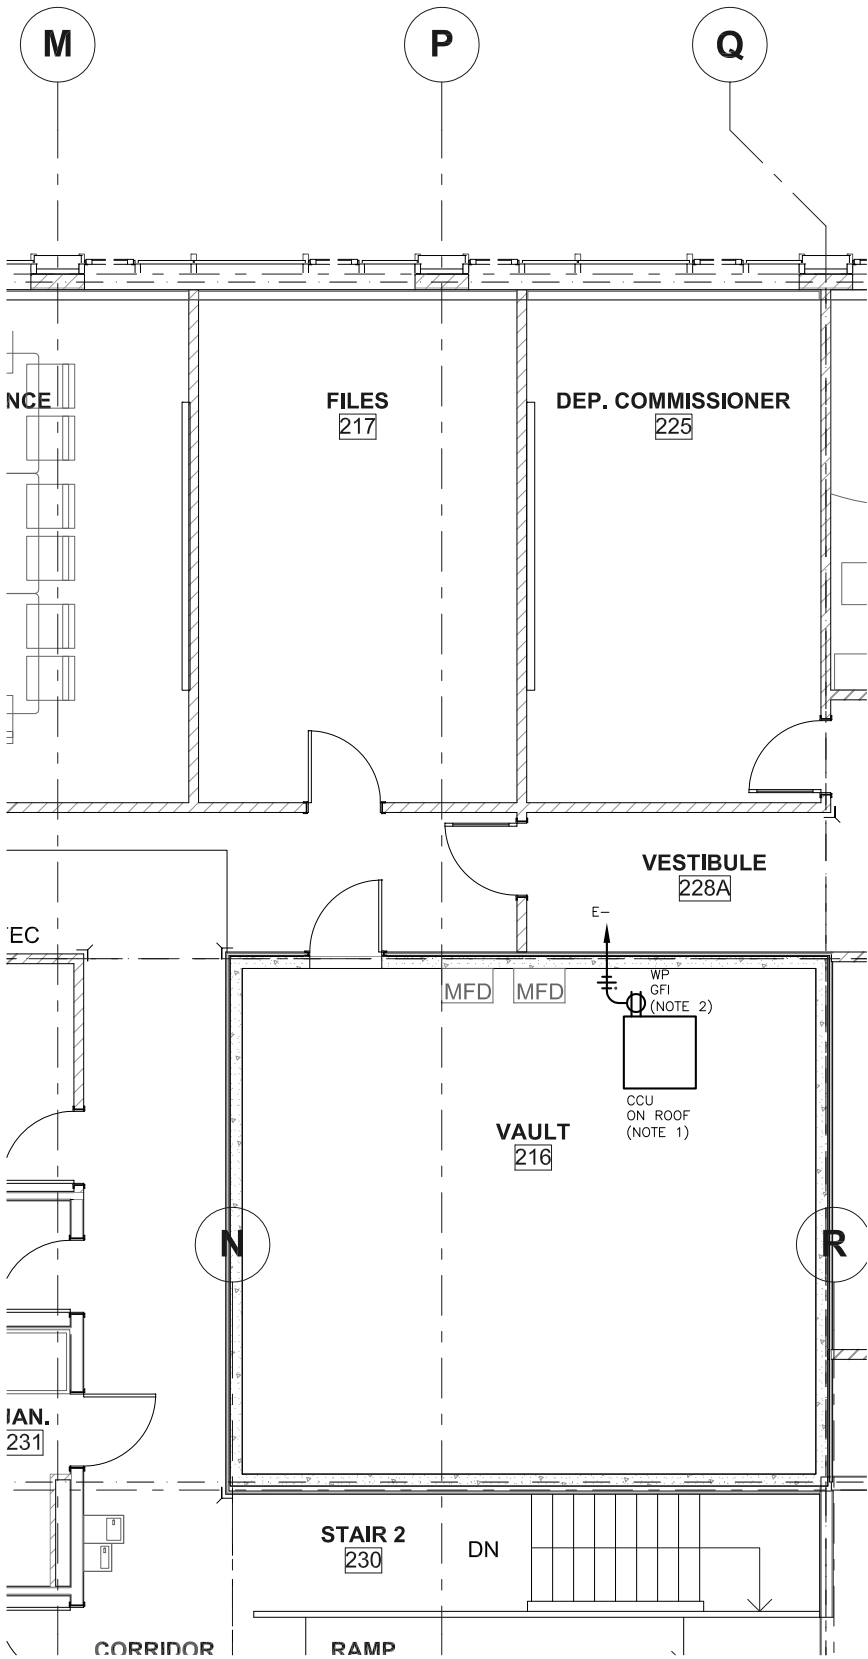 M
P
Q
NCE
FILES
217
DEP. COMMISSIONER
225
VESTIBULE
228A
TEC
E-
WP
GFI
(NOTE 2)
MFD
MFD
CCU
ON ROOF
(NOTE 1)
VAULT
216
N
R
JAN.
231
STAIR 2
230
DN
CORRIDOR
RAMP